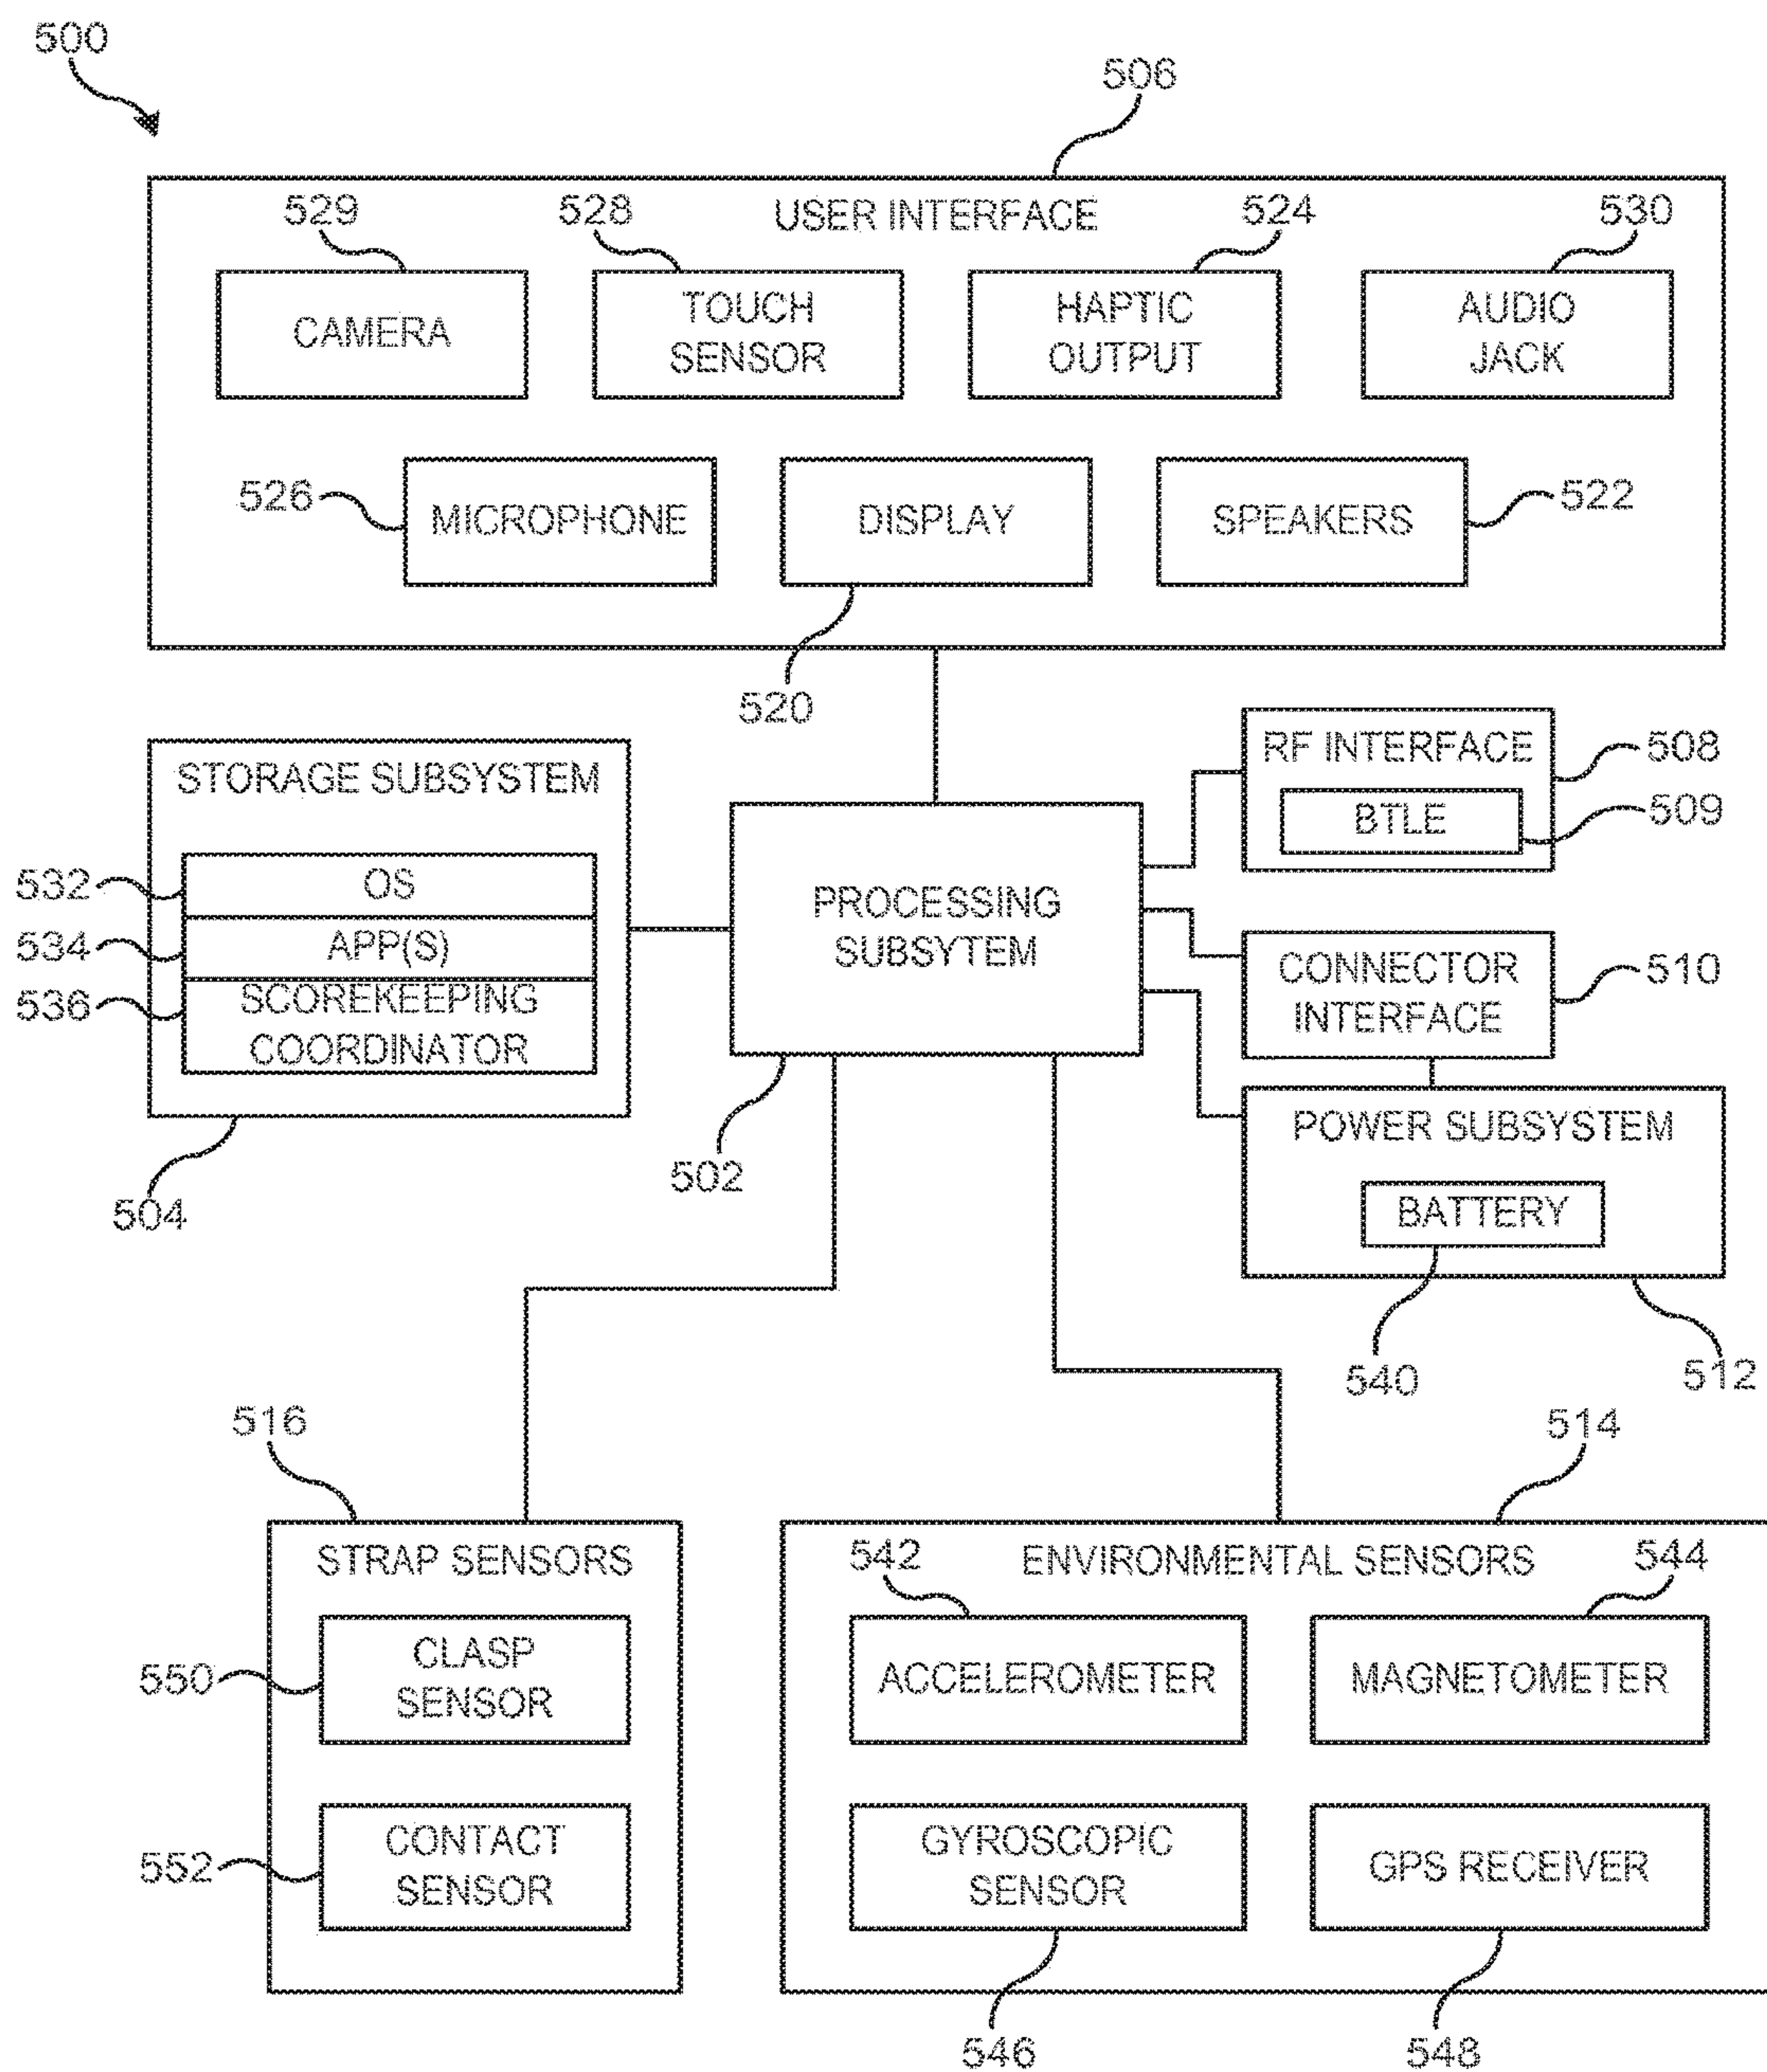 500
506
USER INTERFACE
529
528
524
530
CAMERA
TOUCH
SENSOR
HAPTIC
OUTPUT
AUDIO
JACK
526
MICROPHONE
DISPLAY
SPEAKERS
522
520
STORAGE SUBSYSTEM
532
OS
534
APP(S)
536
SCOREKEEPING
COORDINATOR
504
PROCESSING
SUBSYTEM
502
RF INTERFACE
508
BTLE
509
CONNECTOR
INTERFACE
510
POWER SUBSYSTEM
BATTERY
540
512
516
STRAP SENSORS
550
CLASP
SENSOR
552
CONTACT
SENSOR
514
ENVIRONMENTAL SENSORS
542
544
ACCELEROMETER
MAGNETOMETER
GYROSCOPIC
SENSOR
GPS RECEIVER
546
548